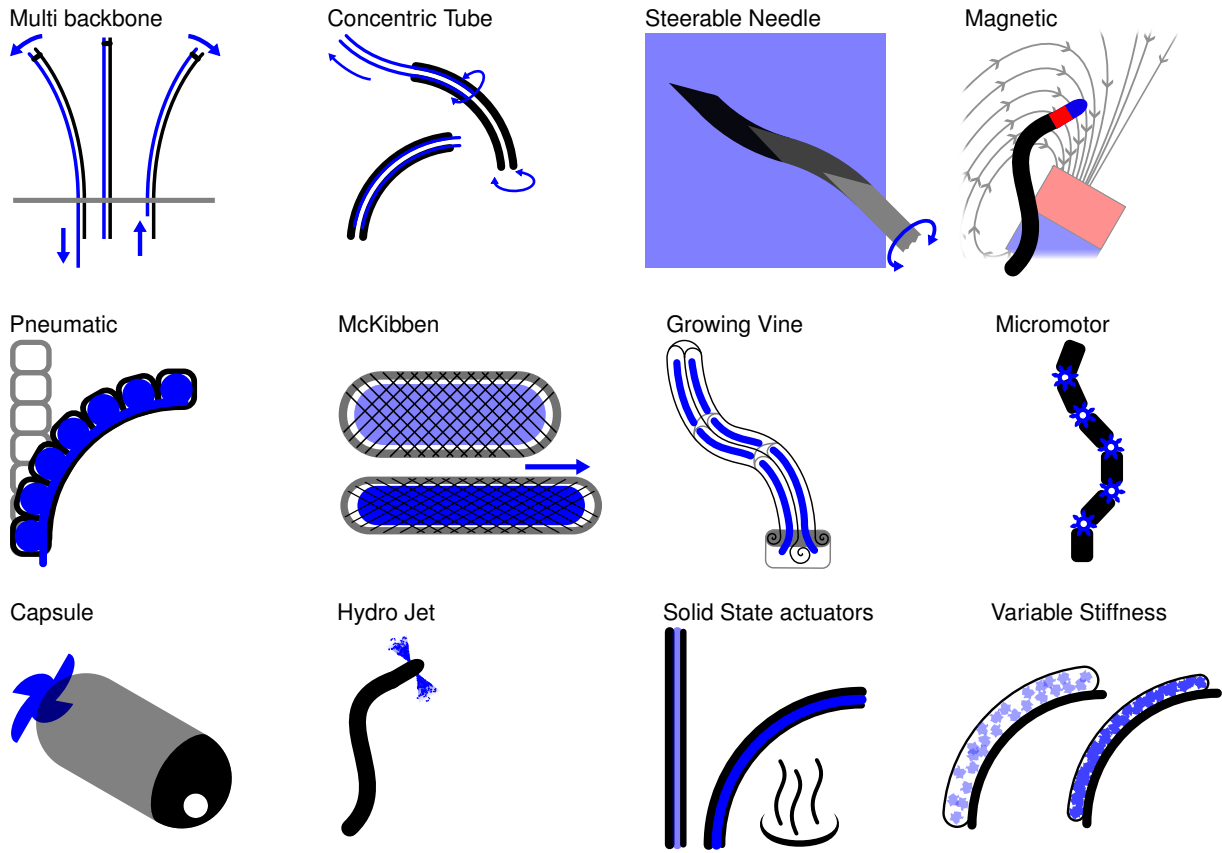 Multi backbone
Concentric Tube
Steerable Needle
Magnetic
Pneumatic
McKibben
Growing Vine
Micromotor
Capsule
Hydro Jet
Solid State actuators
Variable Stiffness